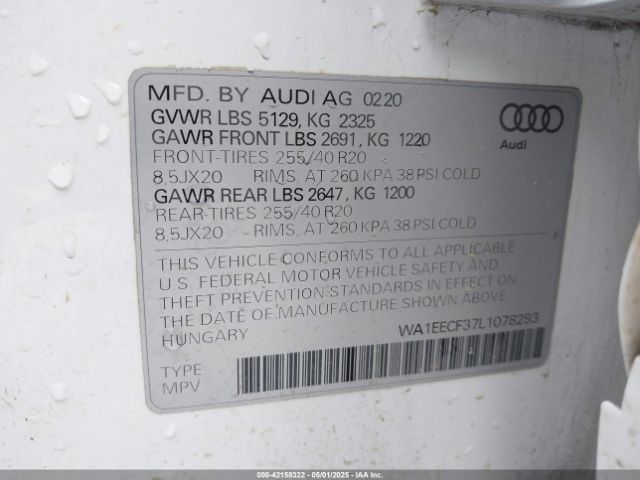 MFD. BY AUDI AG 0220
GVWR LBS 5129, KG 2325
GAWR FRONT LBS 2691, KG 1220
FRONT-TIRES 255/40 R20
8,5JX20 RIMS, AT 260 KPA 38 PSI COLD
GAWR REAR LBS 2647, KG 1200
REAR-TIRES 255/40 R20
8,5JX20 RIMS, AT 260 KPA 38 PSI COLD
Audi
THIS VEHICLE CONFORMS TO ALL APPLICABLE
U.S. FEDERAL MOTOR VEHICLE SAFETY AND
THEFT PREVENTION STANDARDS IN EFFECT ON
THE DATE OF MANUFACTURE SHOWN ABOVE
HUNGARY
WA1EECF37L1078293
TYPE:
MPV
000-42158322 - 05/01/2025 - IAA Inc.